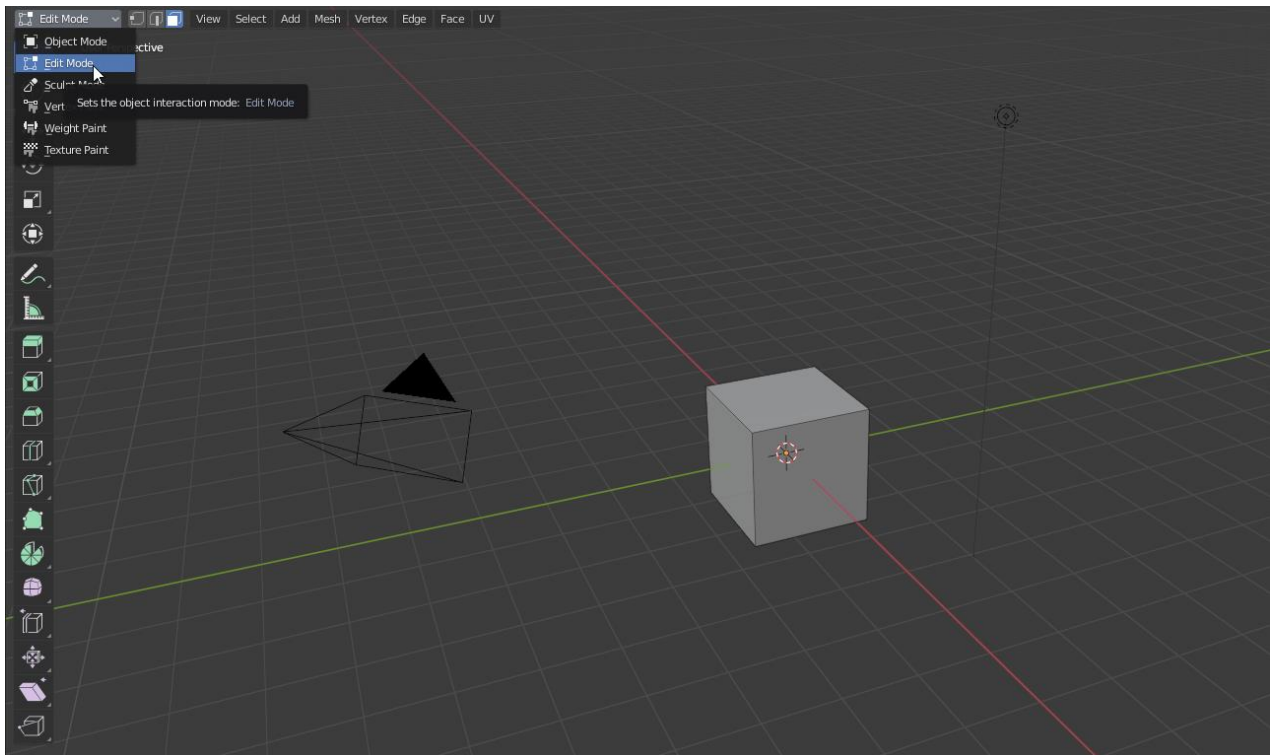 Edit Mode View Select Add Mesh Vertex Edge Face UV
Object Mode
Edit Mode
Sets the object interaction mode: Edit Mode
Weight Paint
Texture Paint